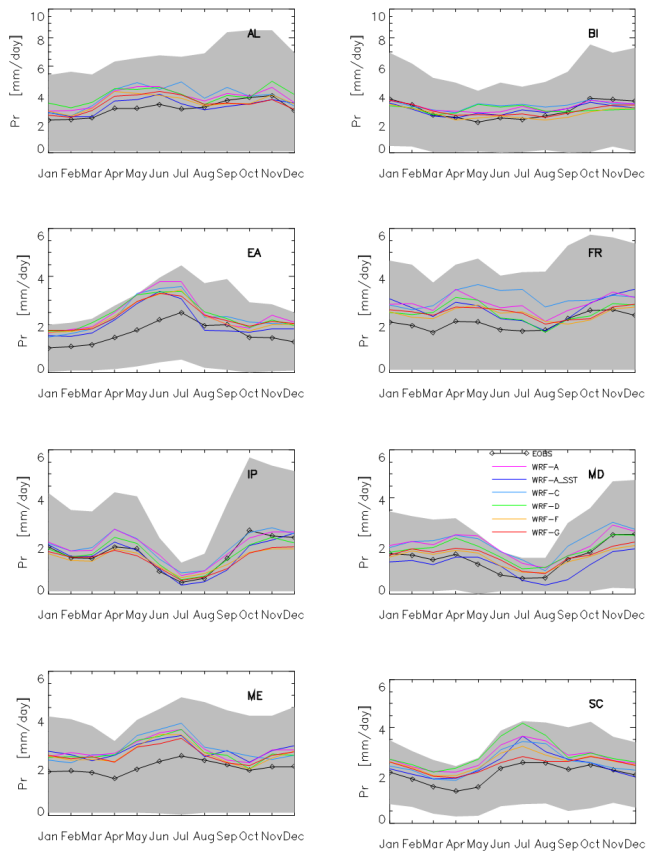 10
8
6
4
2
0
Pr [mm/day]
AL
Jan Feb Mar Apr May Jun Jul Aug Sep Oct Nov Dec
10
8
6
4
2
0
Pr [mm/day]
BI
Jan Feb Mar Apr May Jun Jul Aug Sep Oct Nov Dec
6
4
2
0
Pr [mm/day]
EA
Jan Feb Mar Apr May Jun Jul Aug Sep Oct Nov Dec
6
4
2
0
Pr [mm/day]
FR
Jan Feb Mar Apr May Jun Jul Aug Sep Oct Nov Dec
6
4
2
0
Pr [mm/day]
IP
Jan Feb Mar Apr May Jun Jul Aug Sep Oct Nov Dec
6
4
2
0
Pr [mm/day]
MD
EOBS
WRF-A
WRF-A_SST
WRF-C
WRF-D
WRF-F
WRF-G
Jan Feb Mar Apr May Jun Jul Aug Sep Oct Nov Dec
6
4
2
0
Pr [mm/day]
ME
Jan Feb Mar Apr May Jun Jul Aug Sep Oct Nov Dec
6
4
2
0
Pr [mm/day]
SC
Jan Feb Mar Apr May Jun Jul Aug Sep Oct Nov Dec